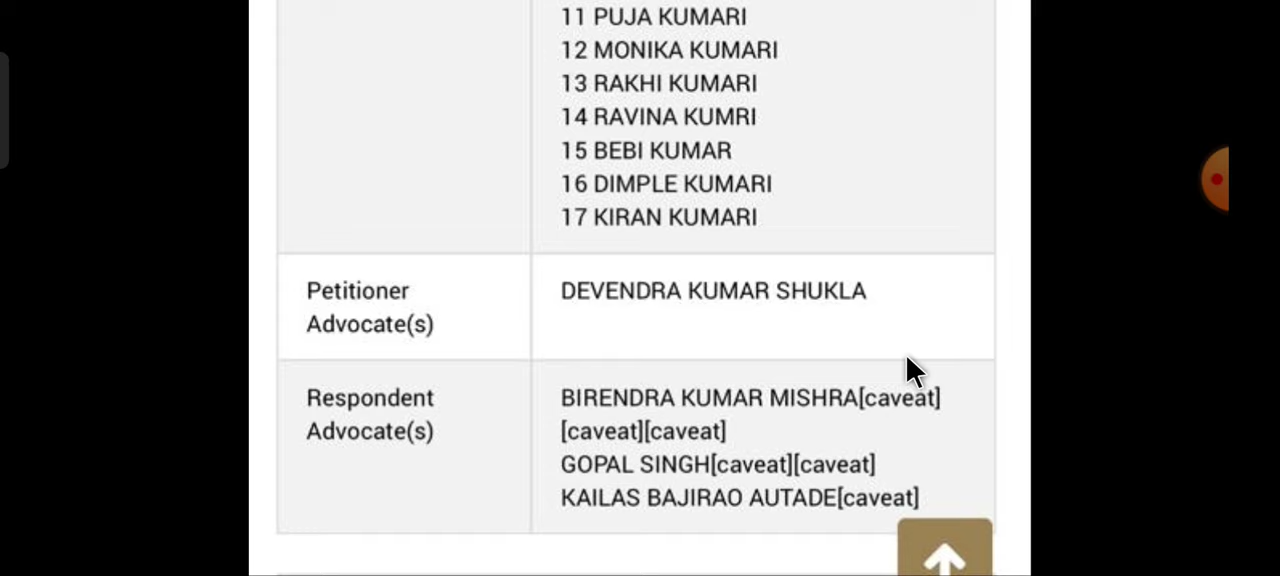 11 PUJA KUMARI
12 MONIKA KUMARI
13 RAKHI KUMARI
14 RAVINA KUMRI
15 BEBI KUMAR
16 DIMPLE KUMARI
17 KIRAN KUMARI
Petitioner
Advocate(s)
DEVENDRA KUMAR SHUKLA
Respondent
Advocate(s)
BIRENDRA KUMAR MISHRA[caveat]
[caveat][caveat]
GOPAL SINGH[caveat][caveat]
KAILAS BAJIRAO AUTADE[caveat]